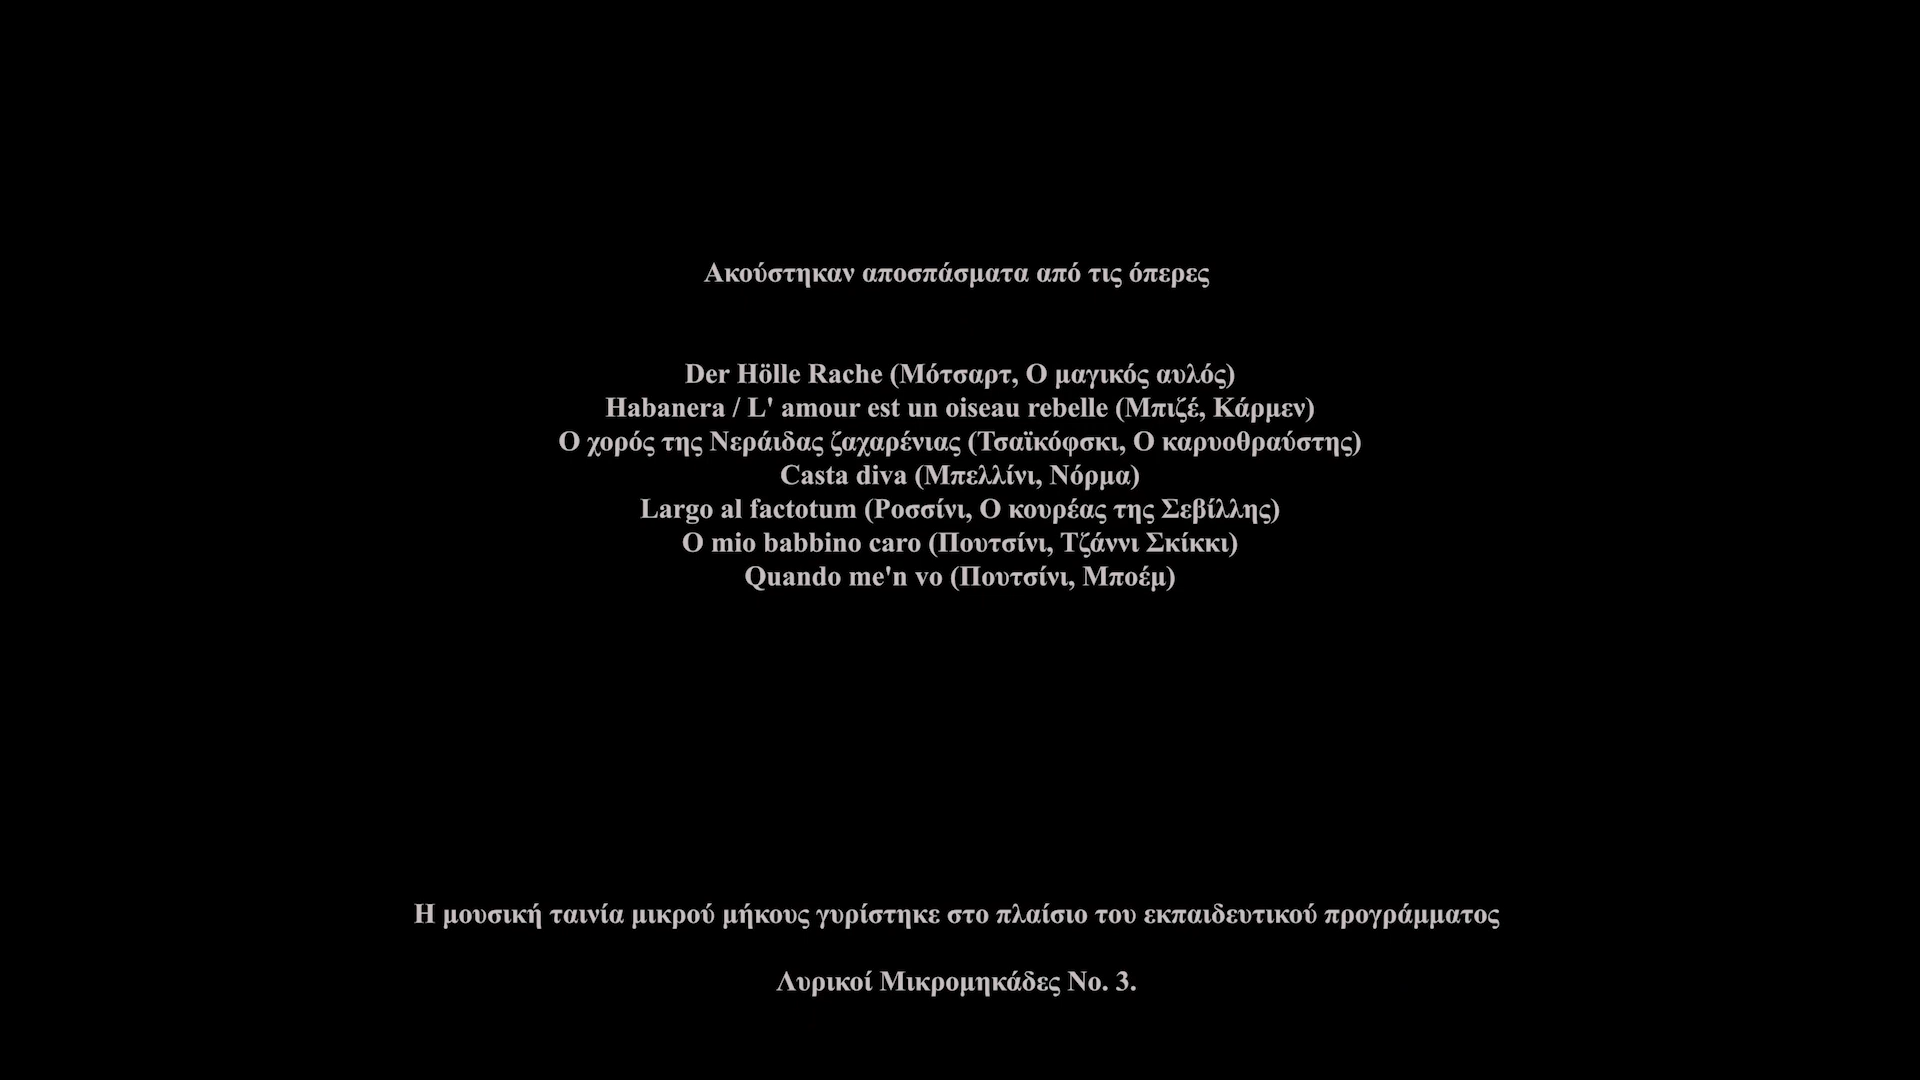 Ακούστηκαν αποσπάσματα από τις όπερες
Der Hölle Rache (Μότσαρτ, Ο μαγικός αυλός)
Habanera / L' amour est un oiseau rebelle (Μπιζέ, Κάρμεν)
Ο χορός της Νεράιδας ζαχαρένιας (Τσαϊκόφσκι, Ο καρυοθραύστης)
Casta diva (Μπελλίνι, Νόρμα)
Largo al factotum (Ροσσίνι, Ο κουρέας της Σεβίλλης)
O mio babbino caro (Πουτσίνι, Τζάννι Σκίκκι)
Quando me'n vo (Πουτσίνι, Μποέμ)
Η μουσική ταινία μικρού μήκους γυρίστηκε στο πλαίσιο του εκπαιδευτικού προγράμματος
Λυρικοί Μικρομηκάδες Νο. 3.